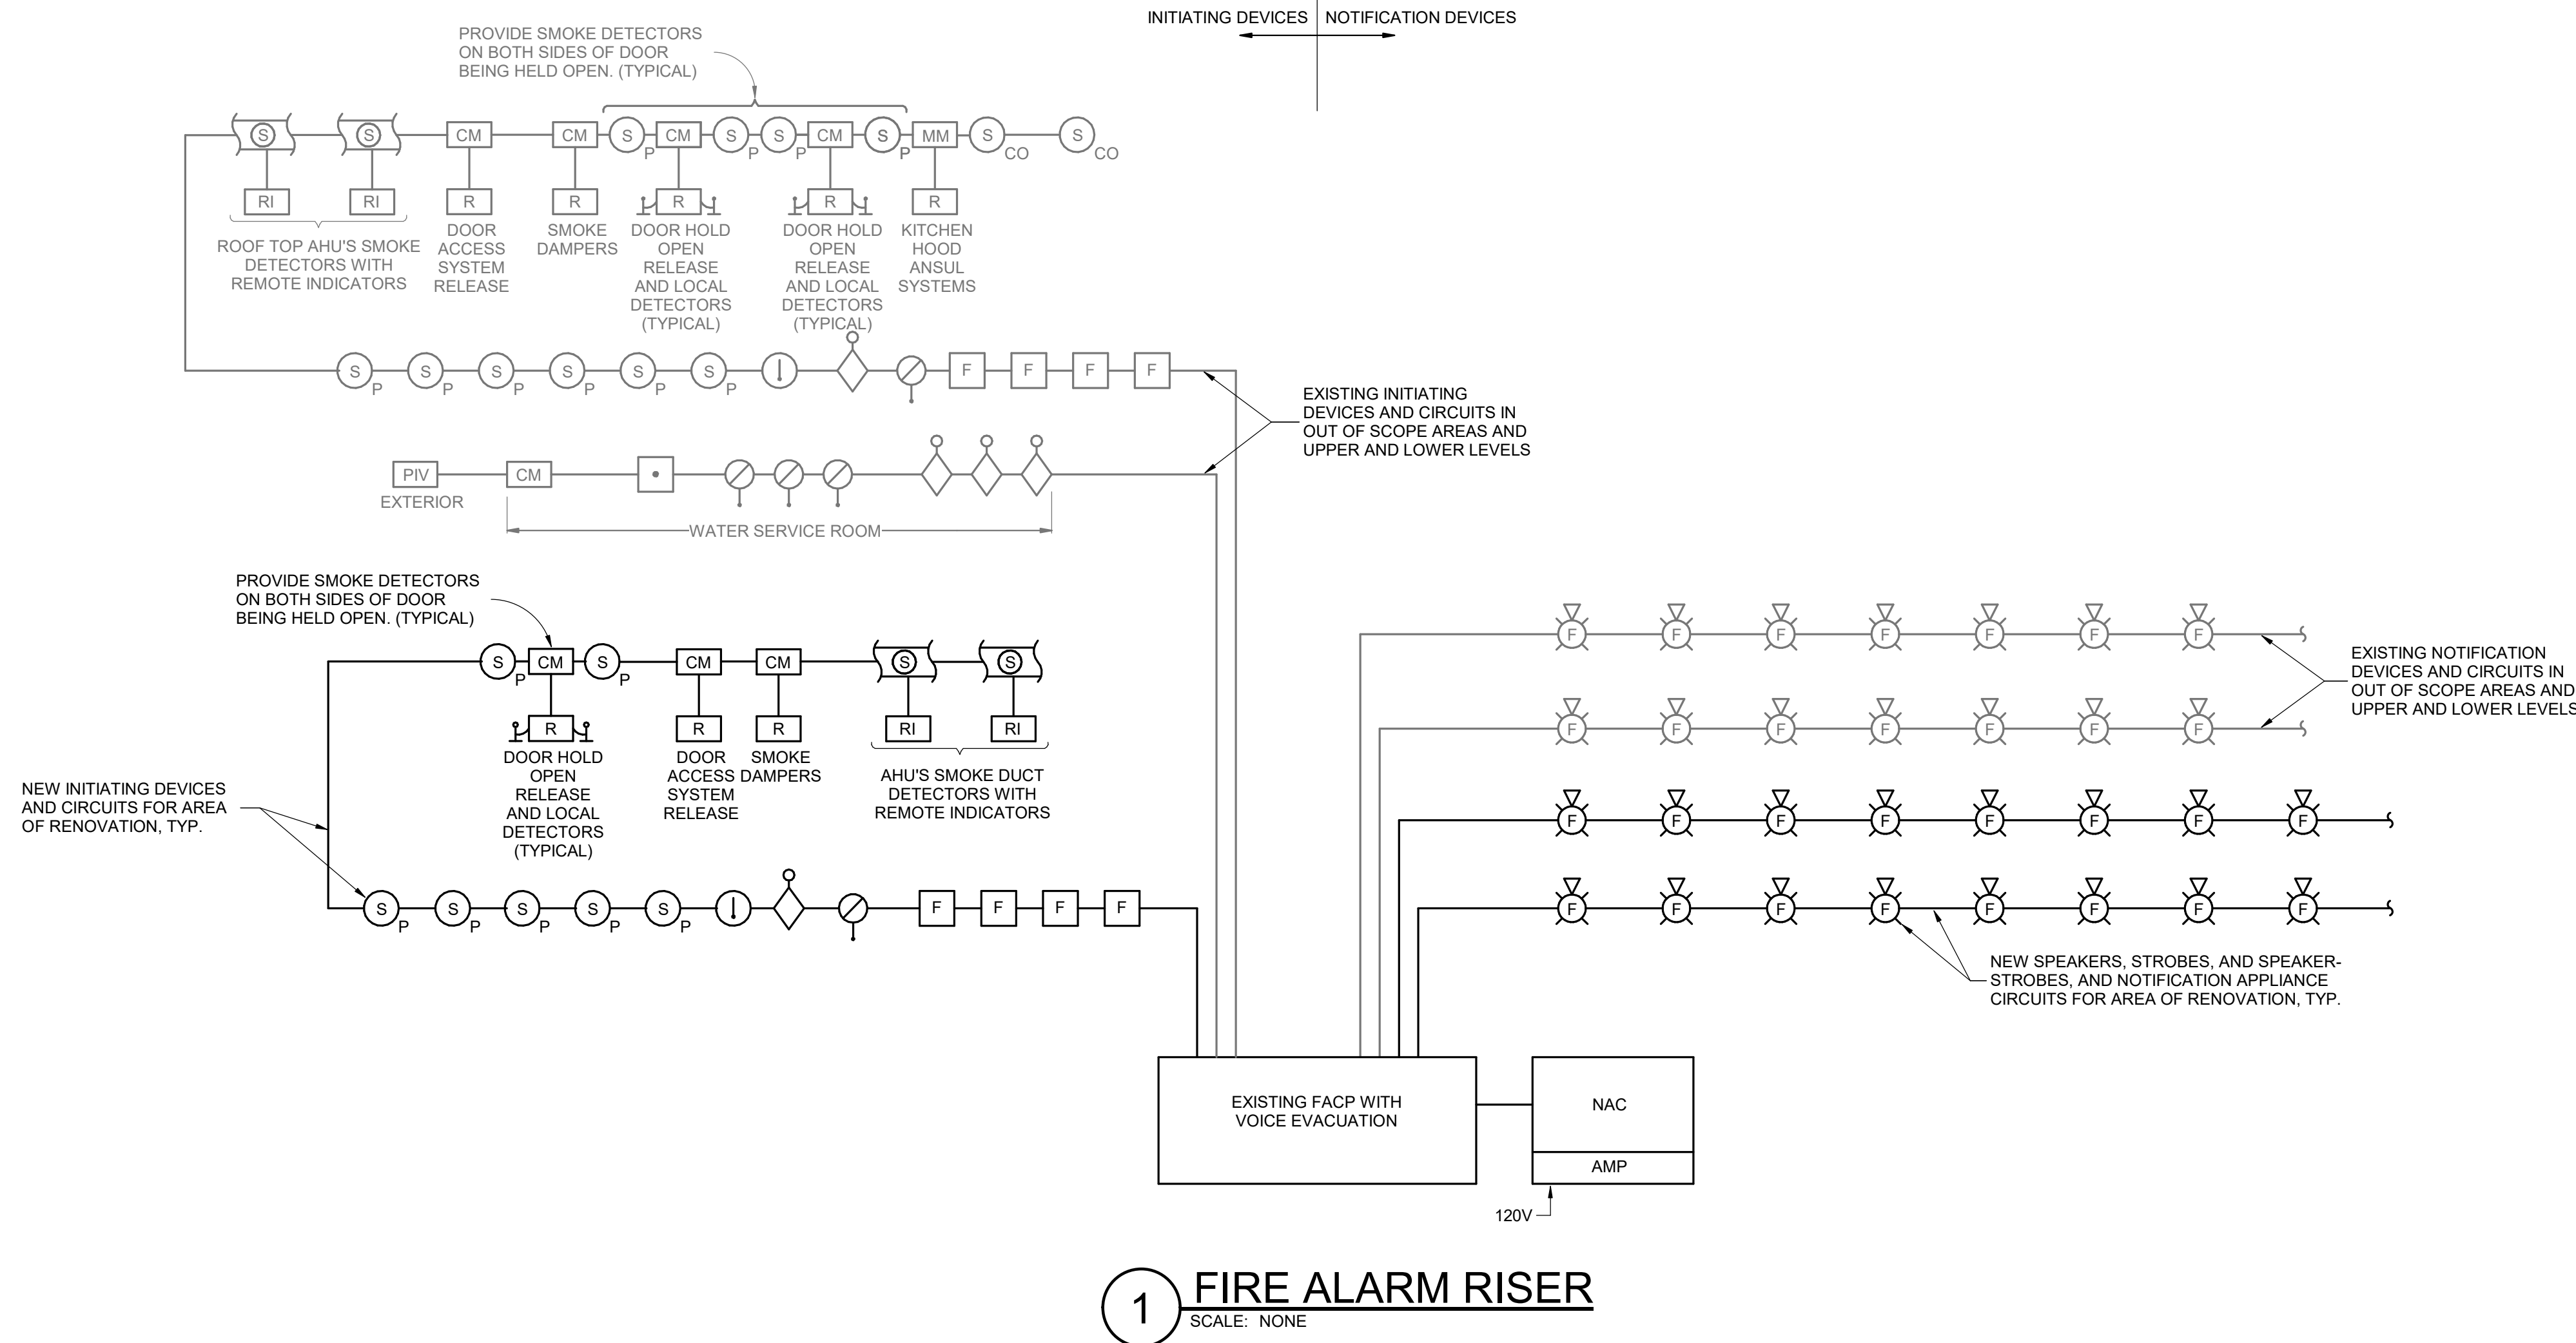 INITIATING DEVICES
NOTIFICATION DEVICES
PROVIDE SMOKE DETECTORS
ON BOTH SIDES OF DOOR
BEING HELD OPEN. (TYPICAL)
S S CM CM S P CM S S P CM S P MM S CO S CO
RI RI R R R R R
ROOF TOP AHU'S SMOKE
DETECTORS WITH
REMOTE INDICATORS
DOOR
ACCESS
SYSTEM
RELEASE
SMOKE
DAMPERS
DOOR HOLD
OPEN
RELEASE
AND LOCAL
DETECTORS
(TYPICAL)
DOOR HOLD
OPEN
RELEASE
AND LOCAL
DETECTORS
(TYPICAL)
KITCHEN
HOOD
ANSUL
SYSTEMS
S P S P S P S P S P S P F F F F
EXISTING INITIATING
DEVICES AND CIRCUITS IN
OUT OF SCOPE AREAS AND
UPPER AND LOWER LEVELS
PIV CM
EXTERIOR
WATER SERVICE ROOM
PROVIDE SMOKE DETECTORS
ON BOTH SIDES OF DOOR
BEING HELD OPEN. (TYPICAL)
S P CM S P CM CM S S
R R R RI RI
DOOR HOLD
OPEN
RELEASE
AND LOCAL
DETECTORS
(TYPICAL)
DOOR
ACCESS
SYSTEM
RELEASE
SMOKE
DAMPERS
AHU'S SMOKE DUCT
DETECTORS WITH
REMOTE INDICATORS
NEW INITIATING DEVICES
AND CIRCUITS FOR AREA
OF RENOVATION, TYP.
S P S P S P S P S P F F F F
F F F F F F F
EXISTING NOTIFICATION
DEVICES AND CIRCUITS IN
OUT OF SCOPE AREAS AND
UPPER AND LOWER LEVELS
F F F F F F F
F F F F F F F F
F F F F F F F F
NEW SPEAKERS, STROBES, AND SPEAKER-
STROBES, AND NOTIFICATION APPLIANCE
CIRCUITS FOR AREA OF RENOVATION, TYP.
EXISTING FACP WITH
VOICE EVACUATION
NAC
AMP
120V
1 FIRE ALARM RISER
SCALE: NONE